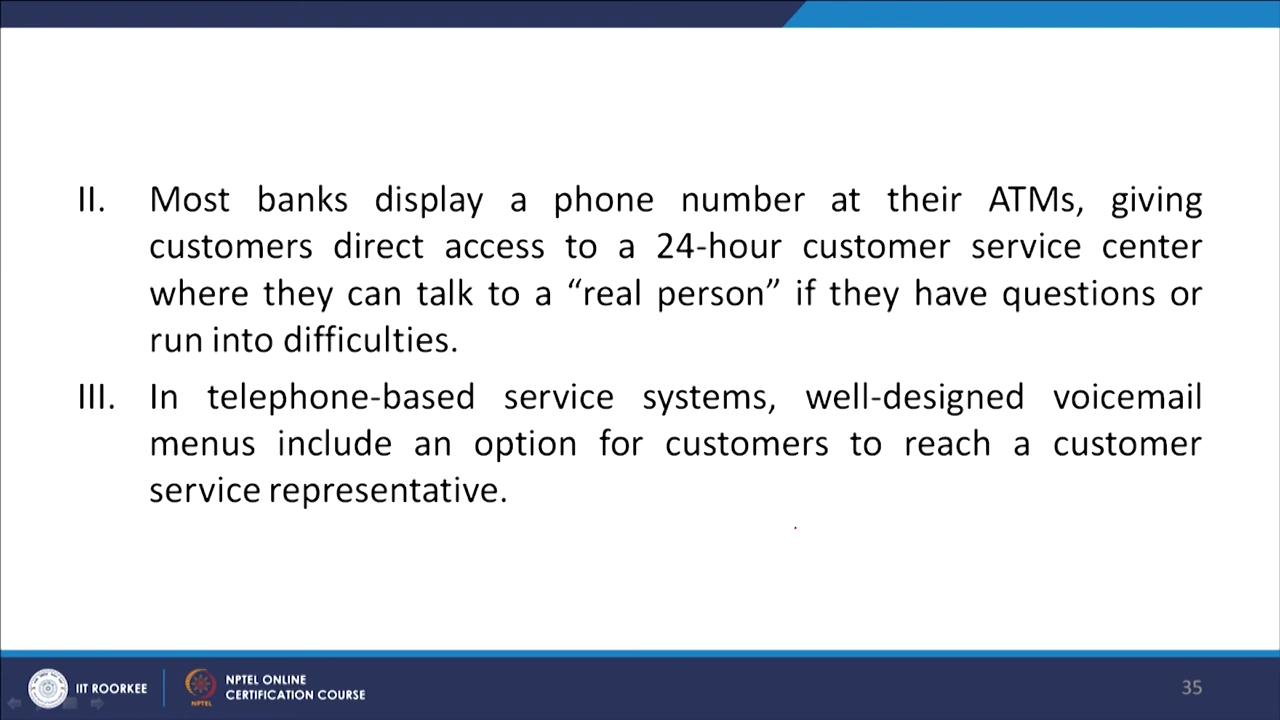 II. Most banks display a phone number at their ATMs, giving
customers direct access to a 24-hour customer service center
where they can talk to a “real person” if they have questions or
run into difficulties.
III. In telephone-based service systems, well-designed voicemail
menus include an option for customers to reach a customer
service representative.
IIT ROORKEE
NPTEL
NPTEL ONLINE
CERTIFICATION COURSE
35